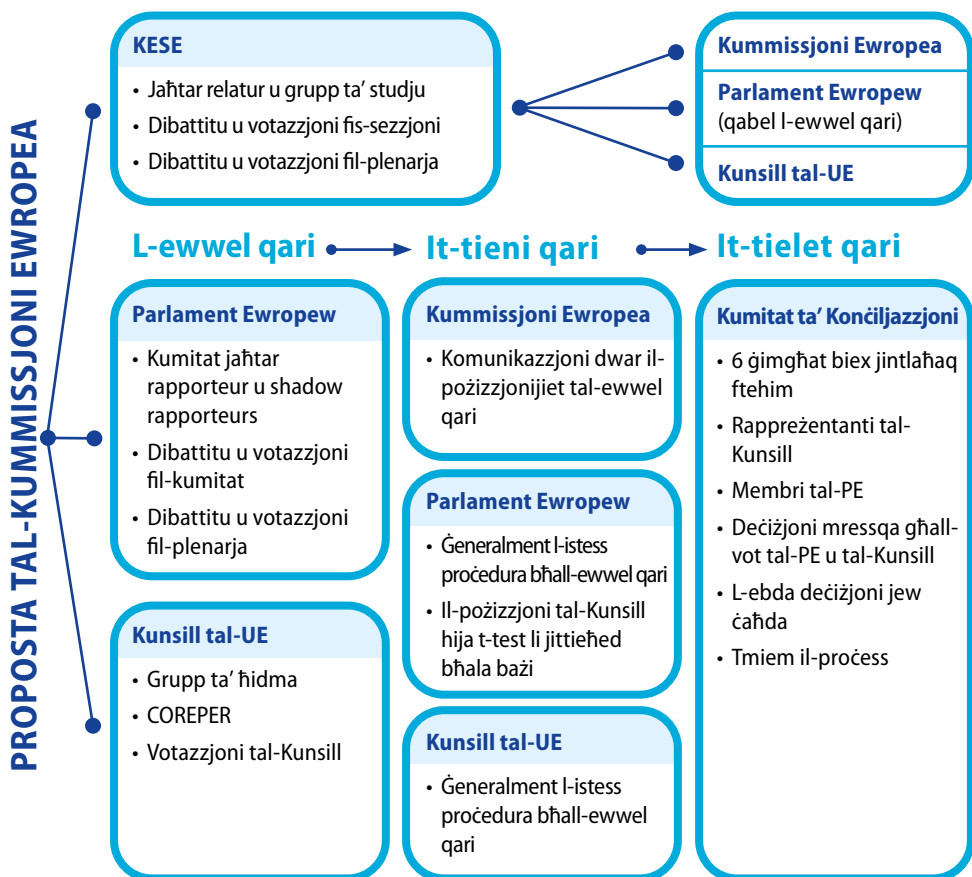 PROPOSTA TAL-KUMMISSJONI EWROPEA
KESE
• Jaħtar relatur u grupp ta’ studju
• Dibattitu u votazzjoni fis-sezzjoni
• Dibattitu u votazzjoni fil-plenarja
Kummissjoni Ewropea
Parlament Ewropew
(qabel l-ewwel qari)
Kunsill tal-UE
L-ewwel qari
It-tieni qari
It-tielet qari
Parlament Ewropew
• Kumitat jaħtar
rapporteur u shadow
rapporteurs
• Dibattitu u votazzjoni
fil-kumitat
• Dibattitu u votazzjoni
fil-plenarja
Kunsill tal-UE
• Grupp ta’ ħidma
• COREPER
• Votazzjoni tal-Kunsill
Kummissjoni Ewropea
• Komunikazzjoni dwar il-
pożizzjonijiet tal-ewwel
qari
Parlament Ewropew
• Ġeneralment l-istess
proċedura bħall-ewwel qari
• Il-pożizzjoni tal-Kunsill
hija t-test li jittieħed
bħala bażi
Kunsill tal-UE
• Ġeneralment l-istess
proċedura bħall-ewwel
qari
Kumitat ta’ Konċiljazzjoni
• 6 ġimgħat biex jintlaħaq
ftehim
• Rappreżentanti tal-
Kunsill
• Membri tal-PE
• Deċiżjoni mressqa għall-
vot tal-PE u tal-Kunsill
• L-ebda deċiżjoni jew
ċaħda
• Tmiem il-proċess